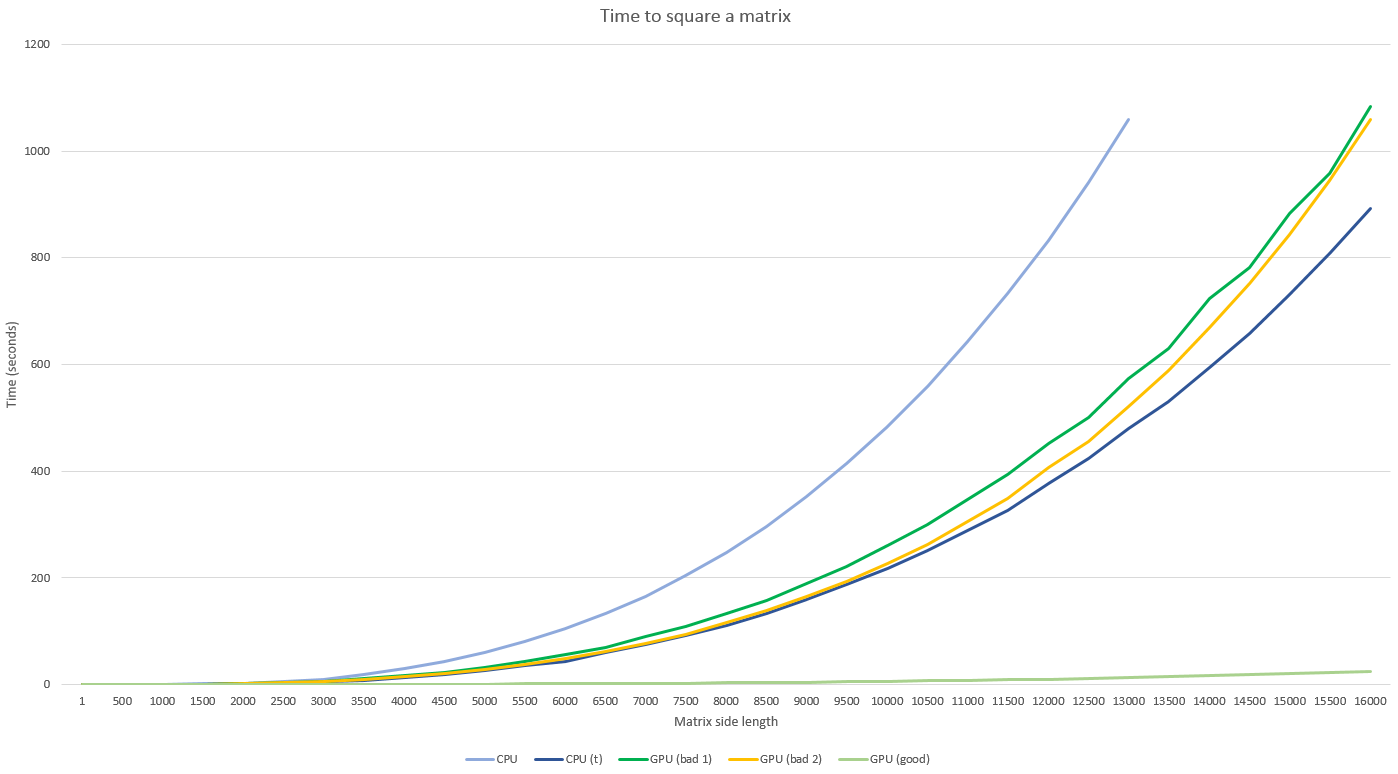 Time to square a matrix
1200
1000
800
600
400
200
0
Time (seconds)
1 500 1000 1500 2000 2500 3000 3500 4000 4500 5000 5500 6000 6500 7000 7500 8000 8500 9000 9500 10000 10500 11000 11500 12000 12500 13000 13500 14000 14500 15000 15500 16000
Matrix side length
CPU CPU (t) GPU (bad 1) GPU (bad 2) GPU (good)